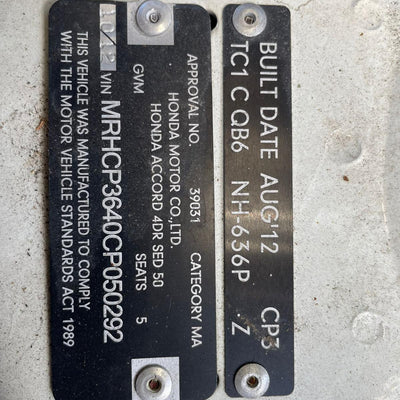 BUILT DATE AUG'12 CP3
TC1 C QB6 NH-636P Z
APPROVAL NO. 39031 CATEGORY MA
HONDA MOTOR CO.,LTD.
HONDA ACCORD 4DR SED 50
GVM SEATS 5
VIN MRHCP3640CP050292
THIS VEHICLE WAS MANUFACTURED TO COMPLY
WITH THE MOTOR VEHICLE STANDARDS ACT 1989